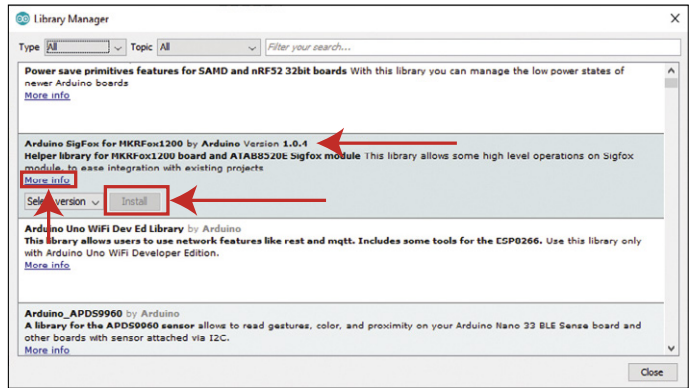 Library Manager
Type All Topic All Filter your search...
Power save primitives features for SAMD and nRF52 32bit boards With this library you can manage the low power states of
newer Arduino boards
More info
Arduino SigFox for MKRFox1200 by Arduino Version 1.0.4
Helper library for MKRFox1200 board and ATAB8520E Sigfox module This library allows some high level operations on Sigfox
module, to ease integration with existing projects
More info
Select version Install
Arduino Uno WiFi Dev Ed Library by Arduino
This library allows users to use network features like rest and mqtt. Includes some tools for the ESP8266. Use this library only
with Arduino Uno WiFi Developer Edition.
More info
Arduino_APDS9960 by Arduino
A library for the APDS9960 sensor allows to read gestures, color, and proximity on your Arduino Nano 33 BLE Sense board and
other boards with sensor attached via I2C.
More info
Close